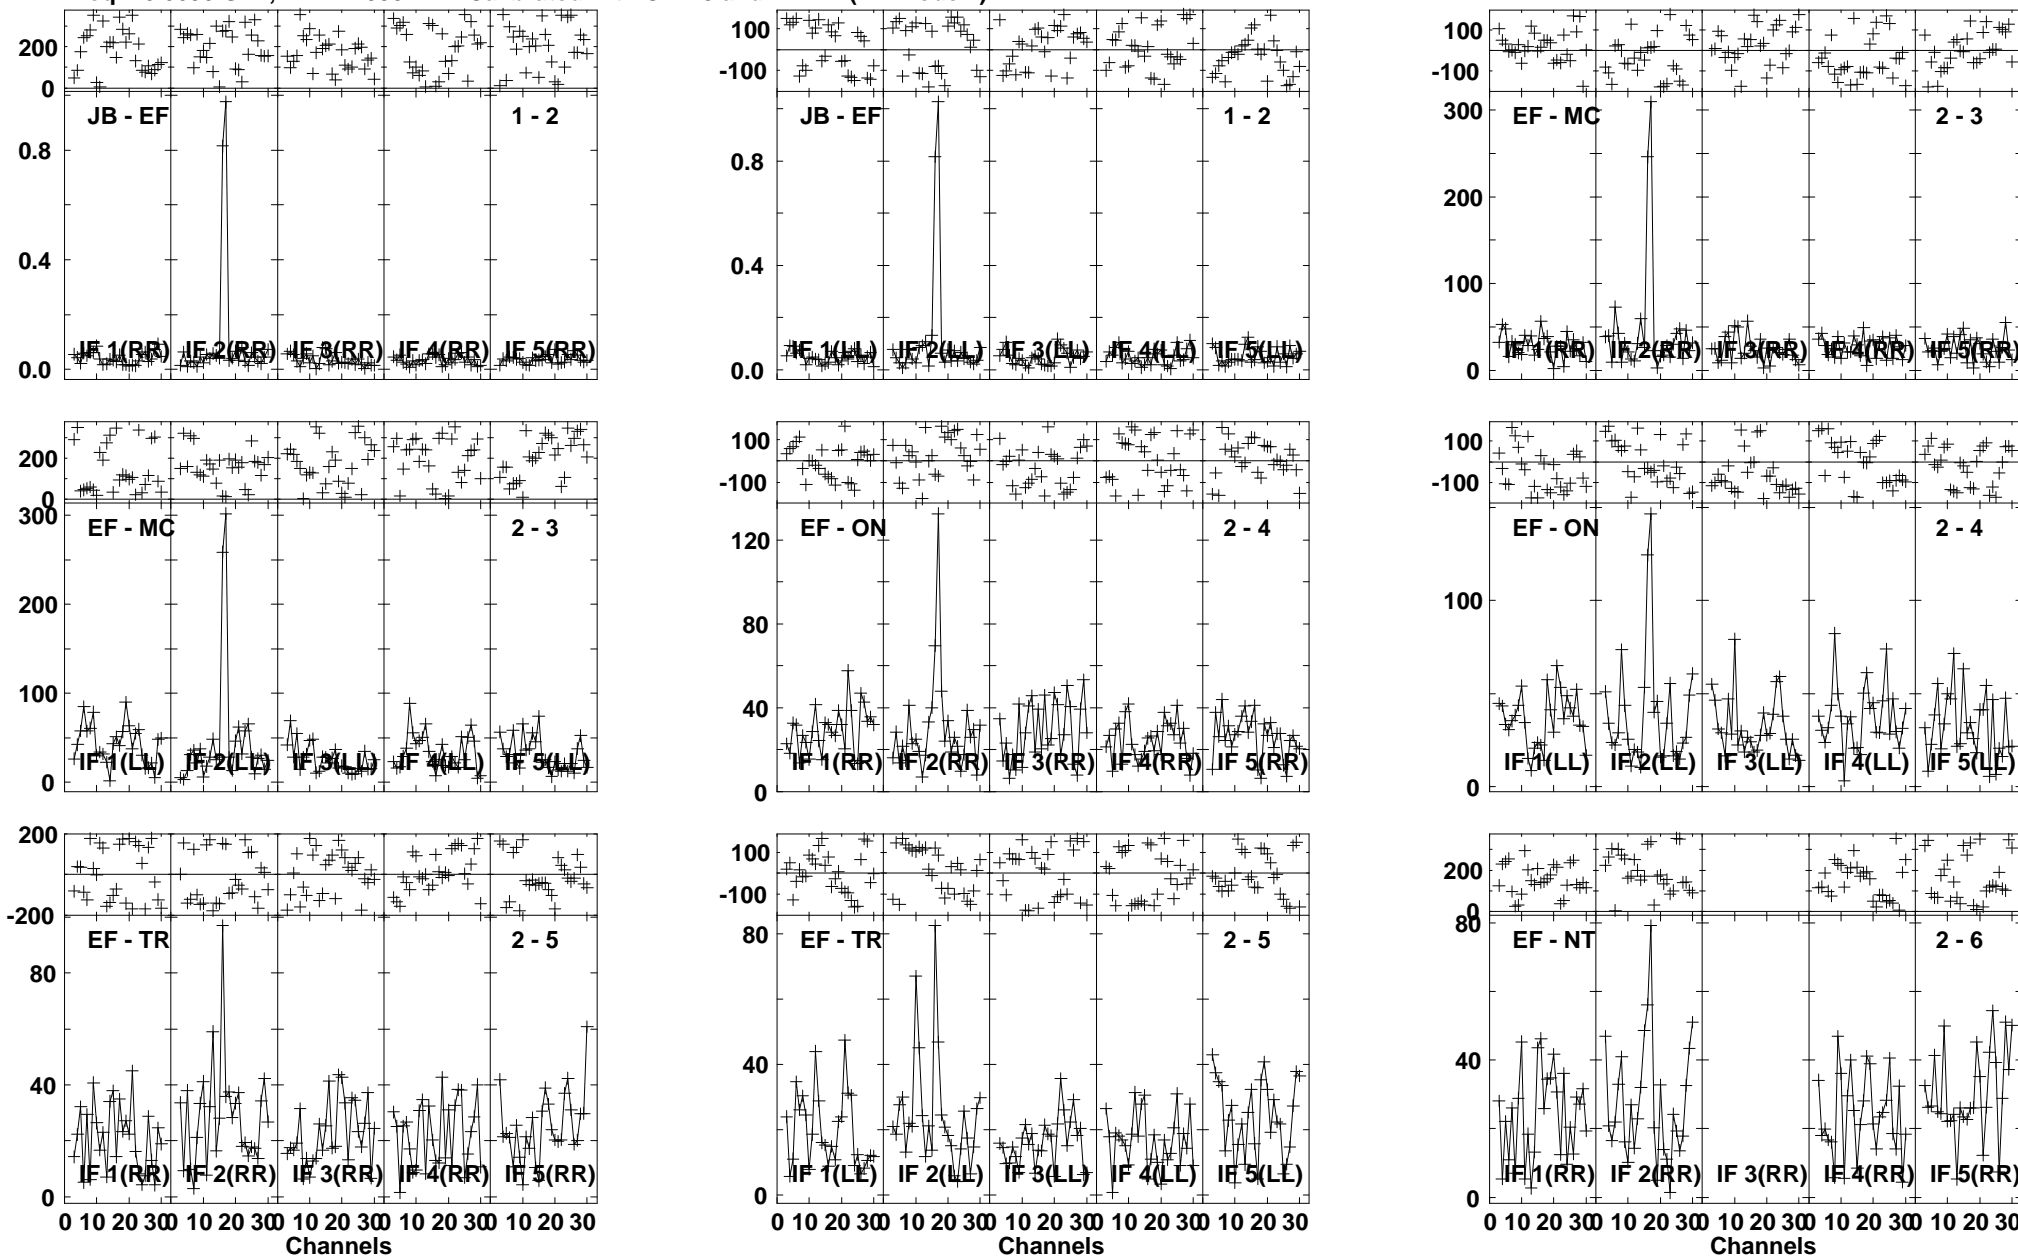 200
0
JB - EF
1 - 2
0.8
0.4
0.0
IF 1(RR)
IF 2(RR)
IF 3(RR)
IF 4(RR)
IF 5(RR)
100
-100
JB - EF
1 - 2
0.8
0.4
0.0
IF 1(LL)
IF 2(LL)
IF 3(LL)
IF 4(LL)
IF 5(LL)
100
-100
EF - MC
2 - 3
300
200
100
0
IF 1(RR)
IF 2(RR)
IF 3(RR)
IF 4(RR)
IF 5(RR)
200
0
EF - MC
2 - 3
300
200
100
0
IF 1(LL)
IF 2(LL)
IF 3(LL)
IF 4(LL)
IF 5(LL)
100
-100
EF - ON
2 - 4
120
80
40
0
IF 1(RR)
IF 2(RR)
IF 3(RR)
IF 4(RR)
IF 5(RR)
100
-100
EF - ON
2 - 4
100
0
IF 1(LL)
IF 2(LL)
IF 3(LL)
IF 4(LL)
IF 5(LL)
200
-200
EF - TR
2 - 5
80
40
0
IF 1(RR)
IF 2(RR)
IF 3(RR)
IF 4(RR)
IF 5(RR)
0 10 20 30 0 10 20 30 0 10 20 30 0 10 20 30 0 10 20 30
Channels
100
-100
EF - TR
2 - 5
80
40
0
IF 1(LL)
IF 2(LL)
IF 3(LL)
IF 4(LL)
IF 5(LL)
0 10 20 30 0 10 20 30 0 10 20 30 0 10 20 30 0 10 20 30
Channels
200
0
EF - NT
2 - 6
80
40
0
IF 1(RR)
IF 2(RR)
IF 3(RR)
IF 4(RR)
IF 5(RR)
0 10 20 30 0 10 20 30 0 10 20 30 0 10 20 30 0 10 20 30
Channels